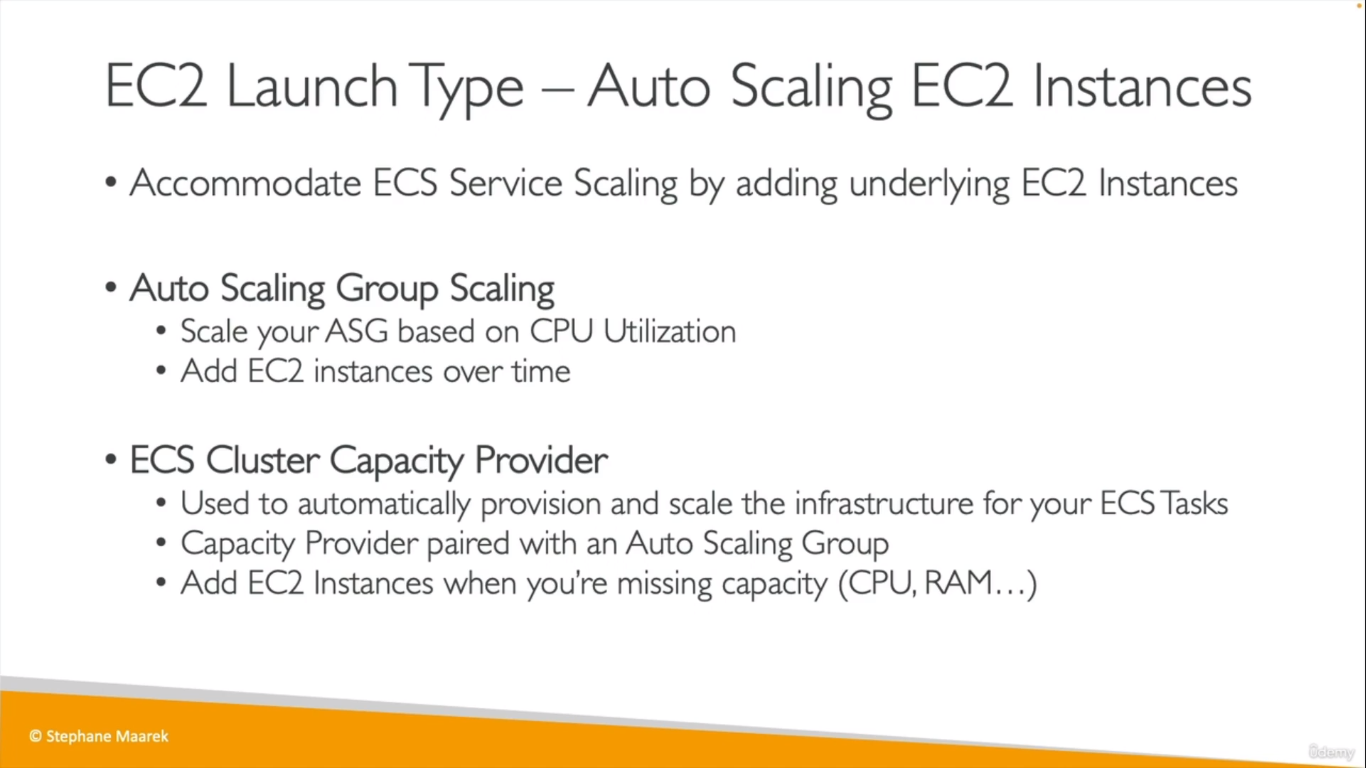 EC2 Launch Type – Auto Scaling EC2 Instances
• Accommodate ECS Service Scaling by adding underlying EC2 Instances
• Auto Scaling Group Scaling
• Scale your ASG based on CPU Utilization
• Add EC2 instances over time
• ECS Cluster Capacity Provider
• Used to automatically provision and scale the infrastructure for your ECS Tasks
• Capacity Provider paired with an Auto Scaling Group
• Add EC2 Instances when you're missing capacity (CPU, RAM…)
© Stephane Maarek
ûdemy